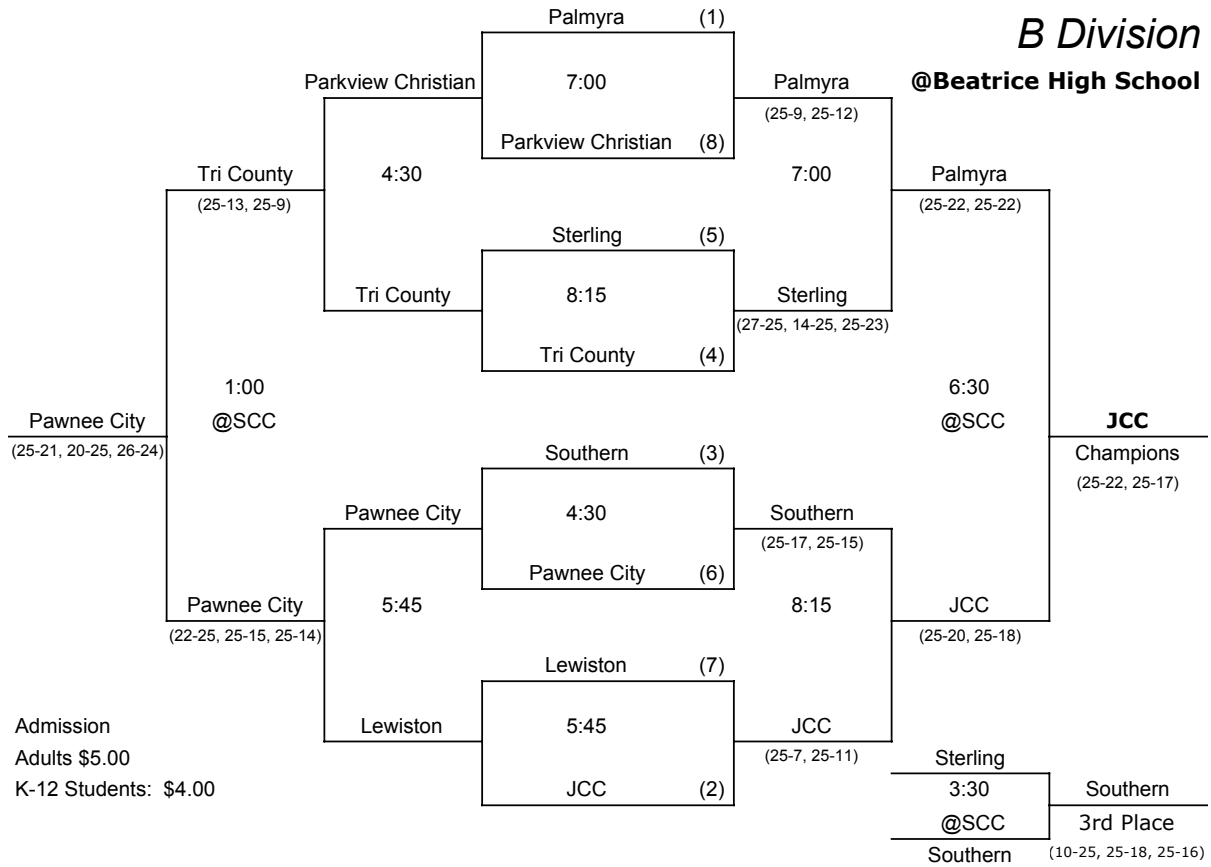 Palmyra (1)
B Division
Parkview Christian 7:00 Palmyra @Beatrice High School
(25-9, 25-12)
Parkview Christian (8)
Tri County 4:30 7:00 Palmyra
(25-13, 25-9) (25-22, 25-22)
Sterling (5)
Tri County 8:15 Sterling
(27-25, 14-25, 25-23)
Tri County (4)
1:00 6:30
Pawnee City @SCC @SCC JCC
(25-21, 20-25, 26-24) Southern (3) Champions
(25-22, 25-17)
Pawnee City 4:30 Southern
(25-17, 25-15)
Pawnee City (6)
Pawnee City 5:45 8:15 JCC
(22-25, 25-15, 25-14) (25-20, 25-18)
Lewiston (7)
Admission Lewiston 5:45 JCC
(25-7, 25-11)
Adults $5.00 Sterling
K-12 Students: $4.00 JCC (2) 3:30 Southern
@SCC 3rd Place
Southern (10-25, 25-18, 25-16)